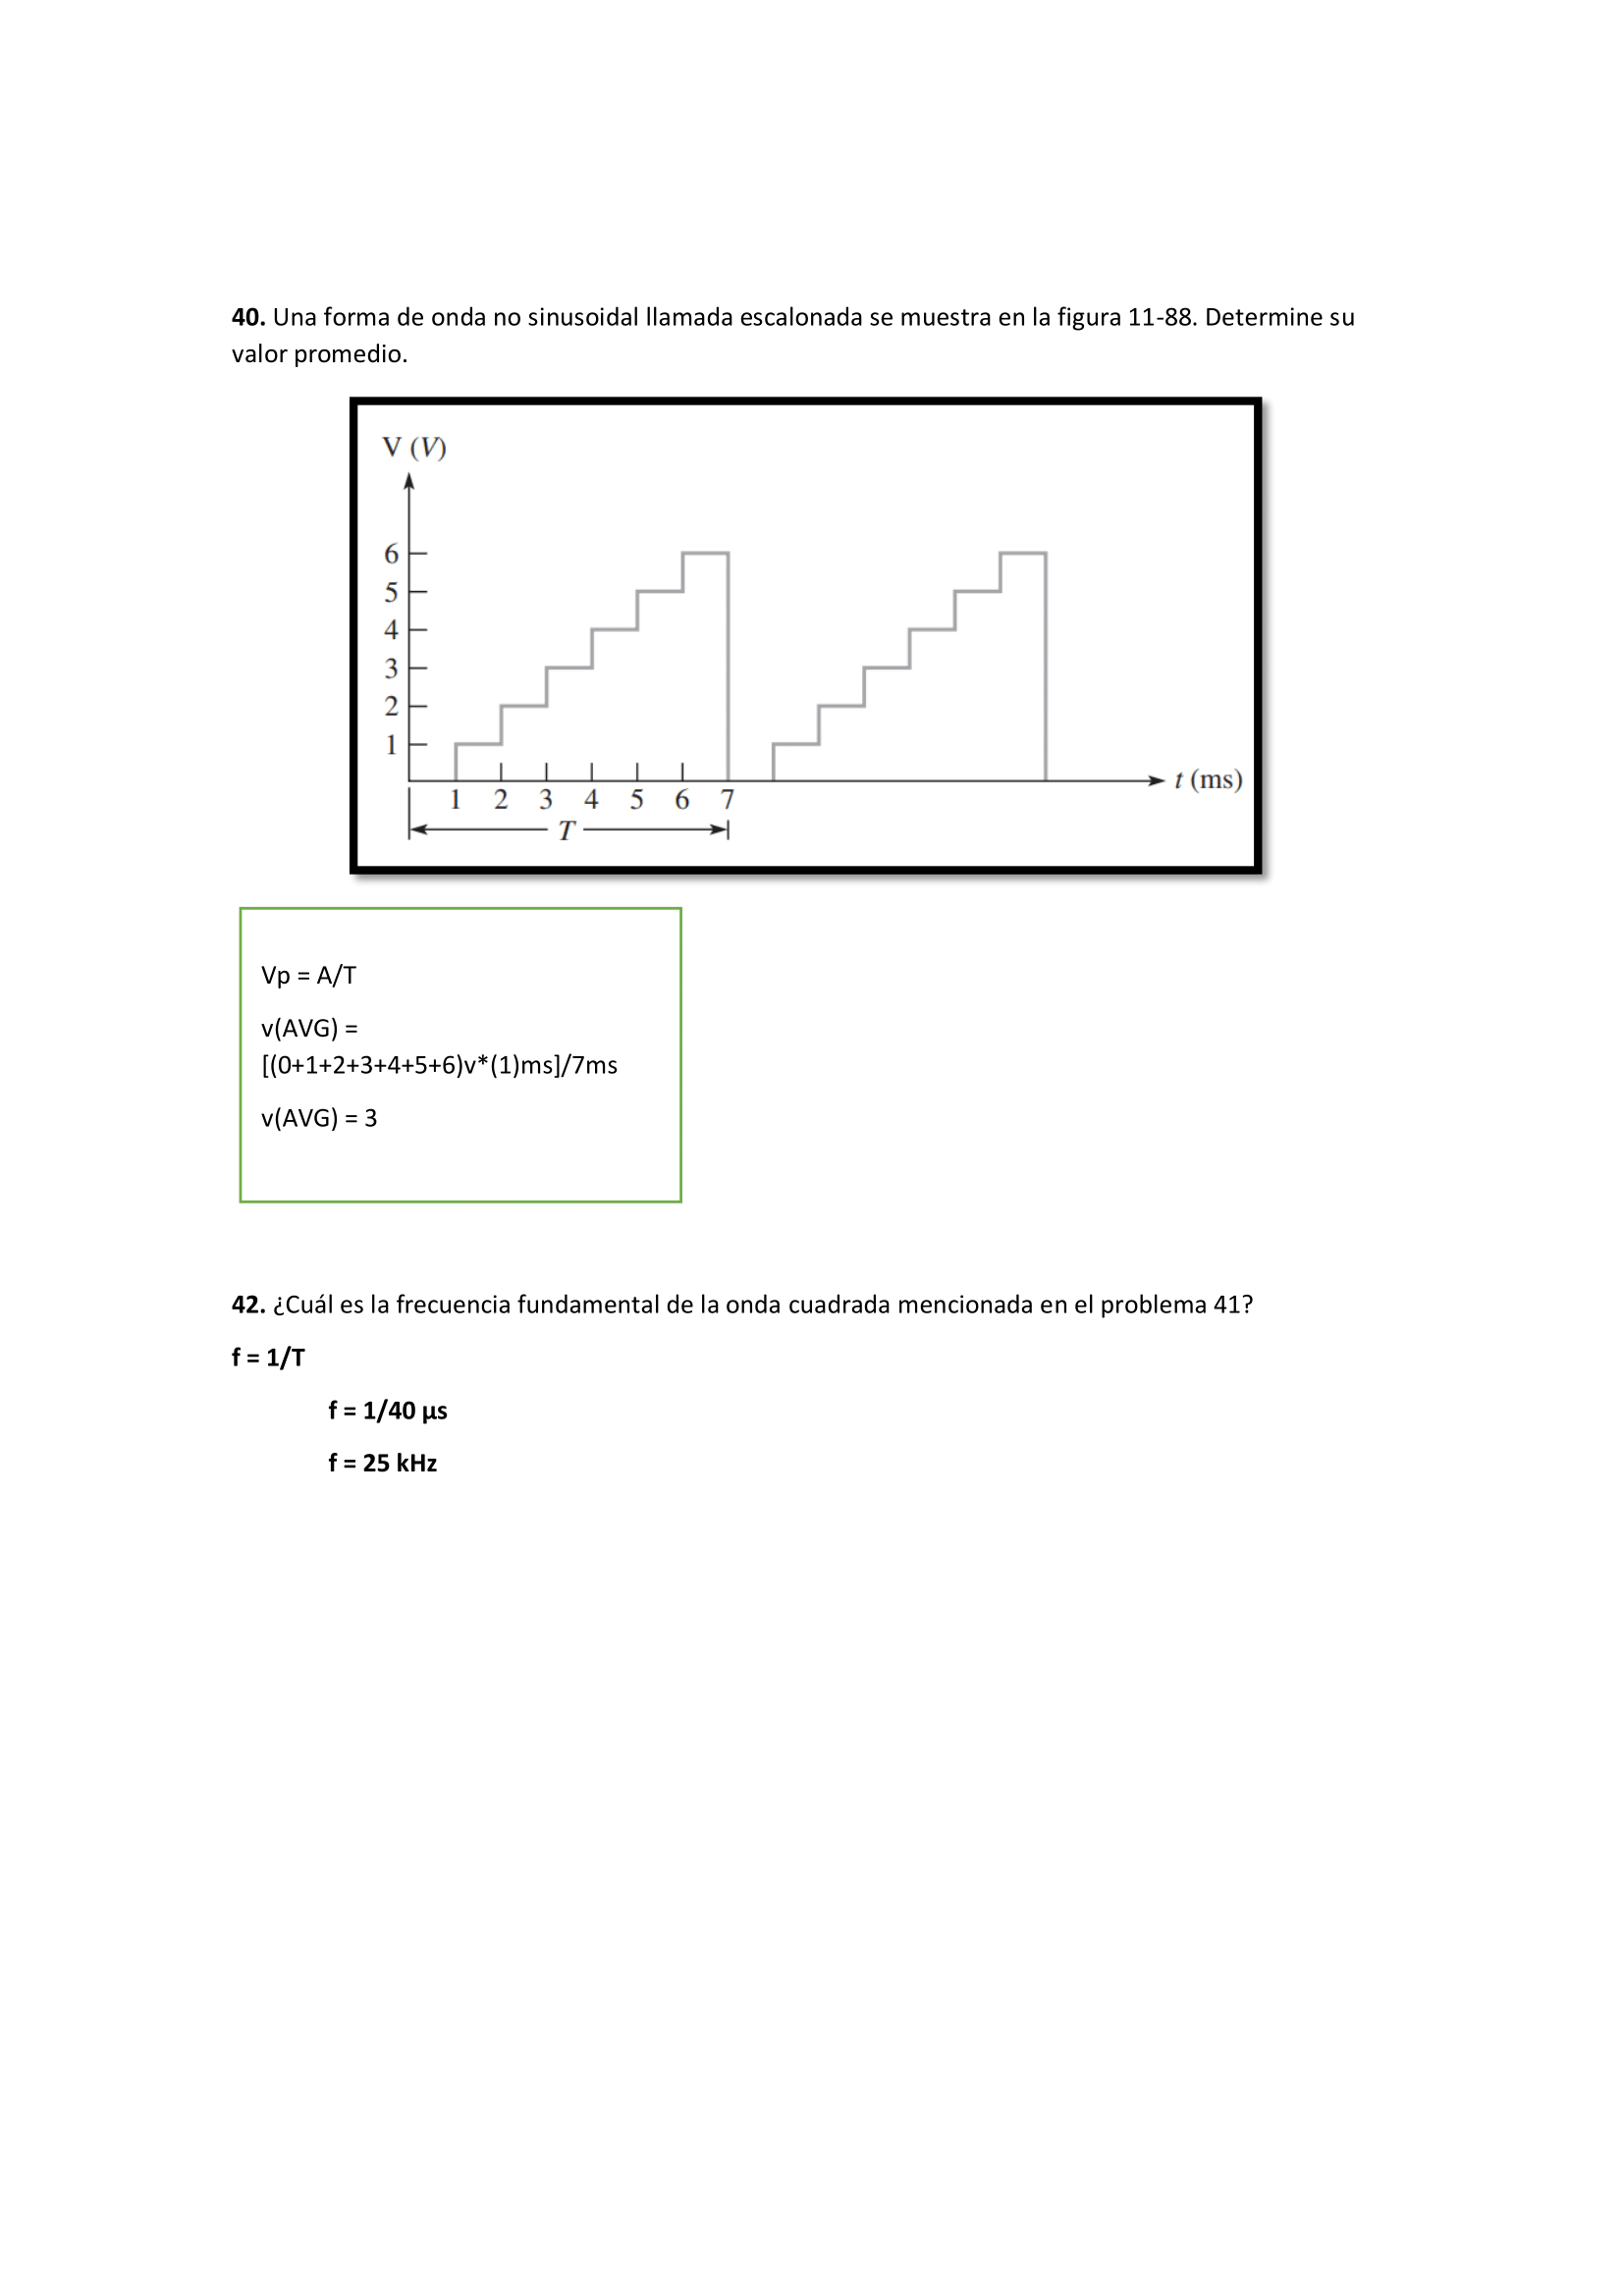 40. Una forma de onda no sinusoidal llamada escalonada se muestra en la figura 11-88. Determine su
valor promedio.
V (V)
6
5
4
3
2
1
t (ms)
1 2 3 4 5 6 7
T
Vp = A/T
v(AVG) =
[(0+1+2+3+4+5+6)v*(1)ms]/7ms
v(AVG) = 3
42. ¿Cuál es la frecuencia fundamental de la onda cuadrada mencionada en el problema 41?
f = 1/T
f = 1/40 µs
f = 25 kHz